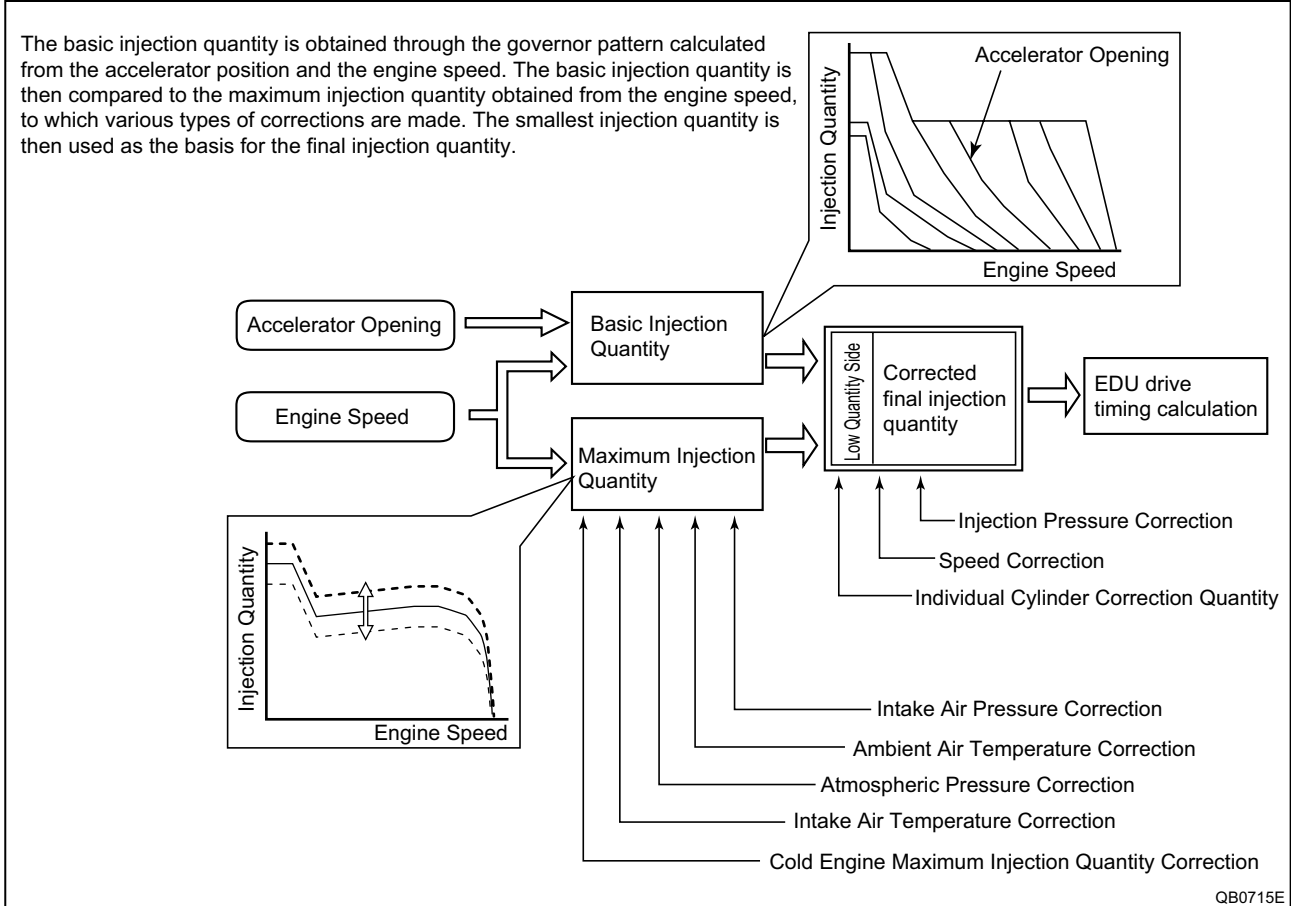 The basic injection quantity is obtained through the governor pattern calculated
from the accelerator position and the engine speed. The basic injection quantity is
then compared to the maximum injection quantity obtained from the engine speed,
to which various types of corrections are made. The smallest injection quantity is
then used as the basis for the final injection quantity.
Injection Quantity
Accelerator Opening
Engine Speed
Accelerator Opening
Basic Injection
Quantity
Engine Speed
Maximum Injection
Quantity
Low Quantity Side
Corrected
final injection
quantity
EDU drive
timing calculation
Injection Pressure Correction
Speed Correction
Individual Cylinder Correction Quantity
Injection Quantity
Engine Speed
Intake Air Pressure Correction
Ambient Air Temperature Correction
Atmospheric Pressure Correction
Intake Air Temperature Correction
Cold Engine Maximum Injection Quantity Correction
QB0715E